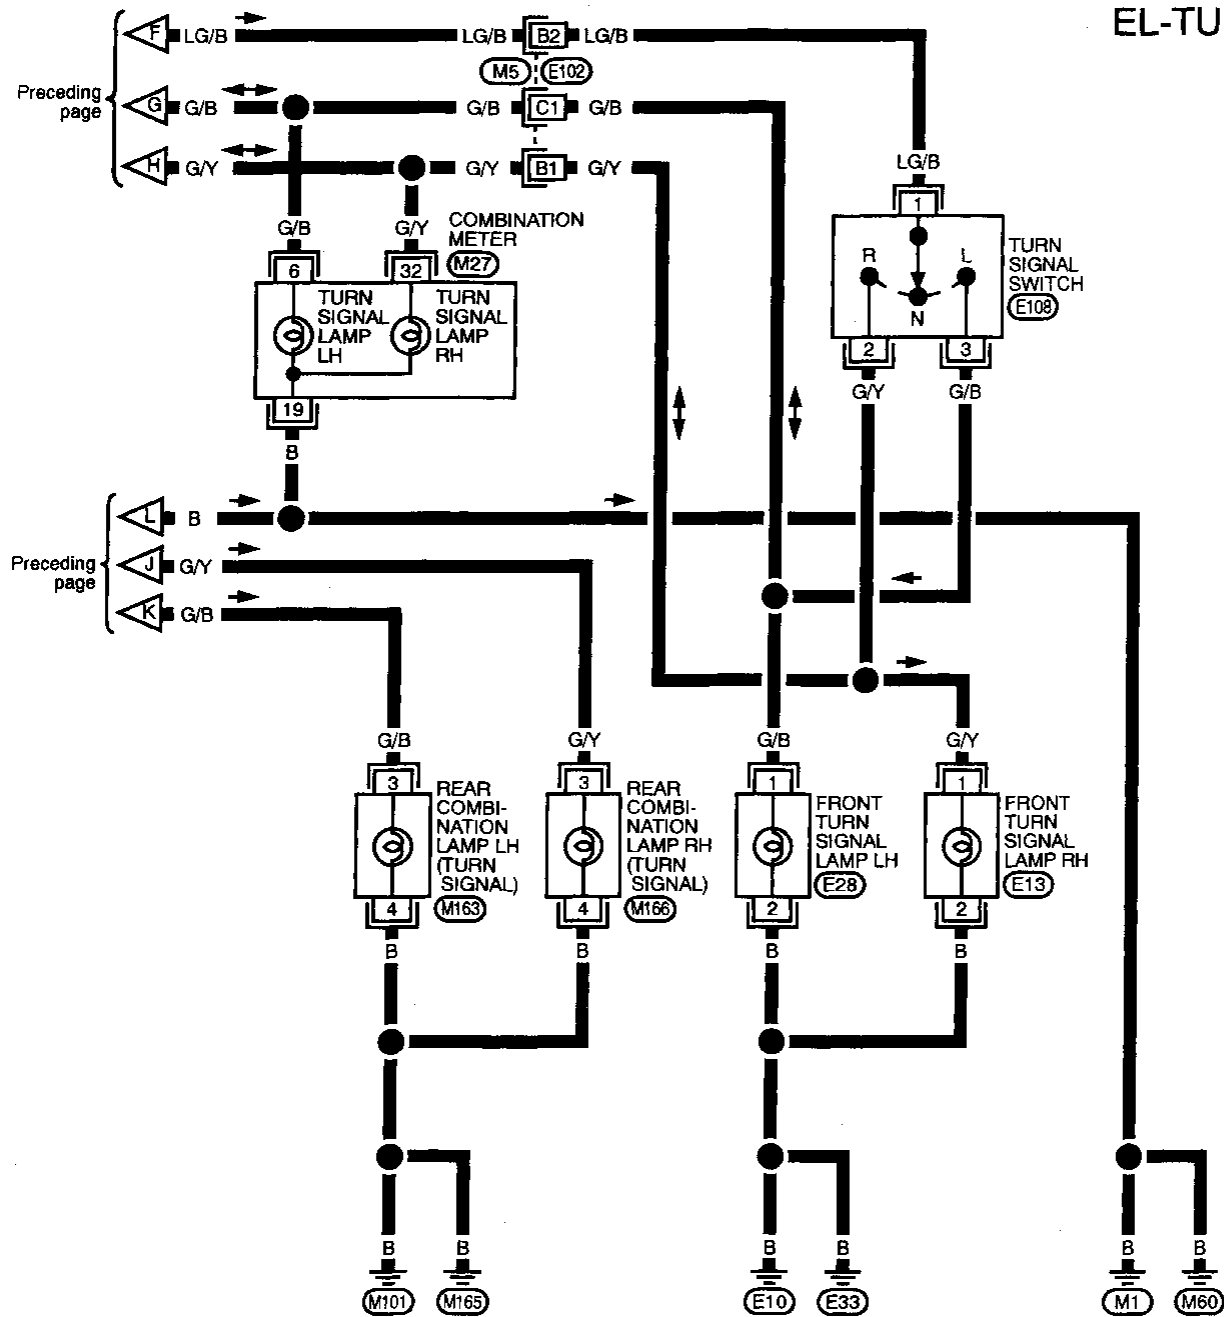 EL-TU
F LG/B LG/B B2 LG/B
M5 E102
Preceding
page
G G/B G/B C1 G/B
H G/Y G/Y B1 G/Y
LG/B
1
G/B G/Y
COMBINATION
METER
M27
6 32
TURN
SIGNAL
LAMP
LH
TURN
SIGNAL
LAMP
RH
19
B
R L
N
TURN
SIGNAL
SWITCH
E108
2 3
G/Y G/B
Preceding
page
L B
J G/Y
K G/B
G/B G/Y G/B G/Y
3 3 1 1
REAR
COMBI-
NATION
LAMP LH
(TURN
SIGNAL)
M163
REAR
COMBI-
NATION
LAMP RH
(TURN
SIGNAL)
M166
FRONT
TURN
SIGNAL
LAMP LH
E28
FRONT
TURN
SIGNAL
LAMP RH
E13
4 4 2 2
B B B B
B B B B B B
M101 M165 E10 E33 M1 M60